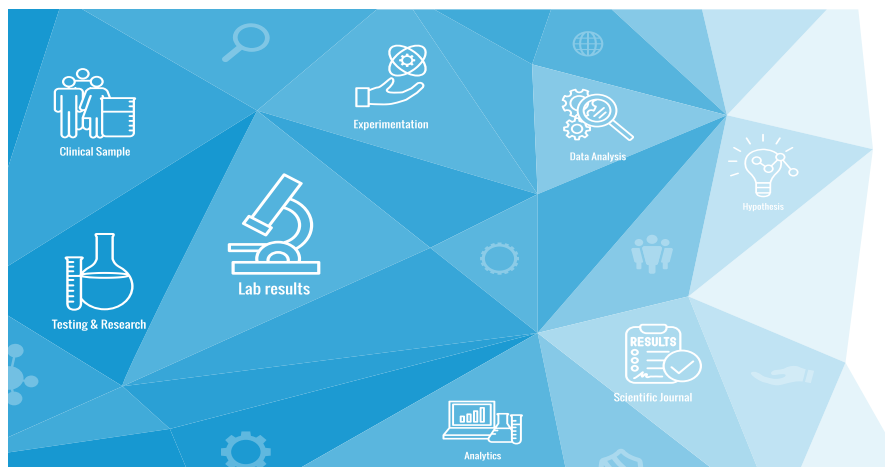 Experimentation
Clinical Sample
Data Analysis
Hypothesis
Lab results
Testing & Research
RESULTS
Scientific Journal
Analytics